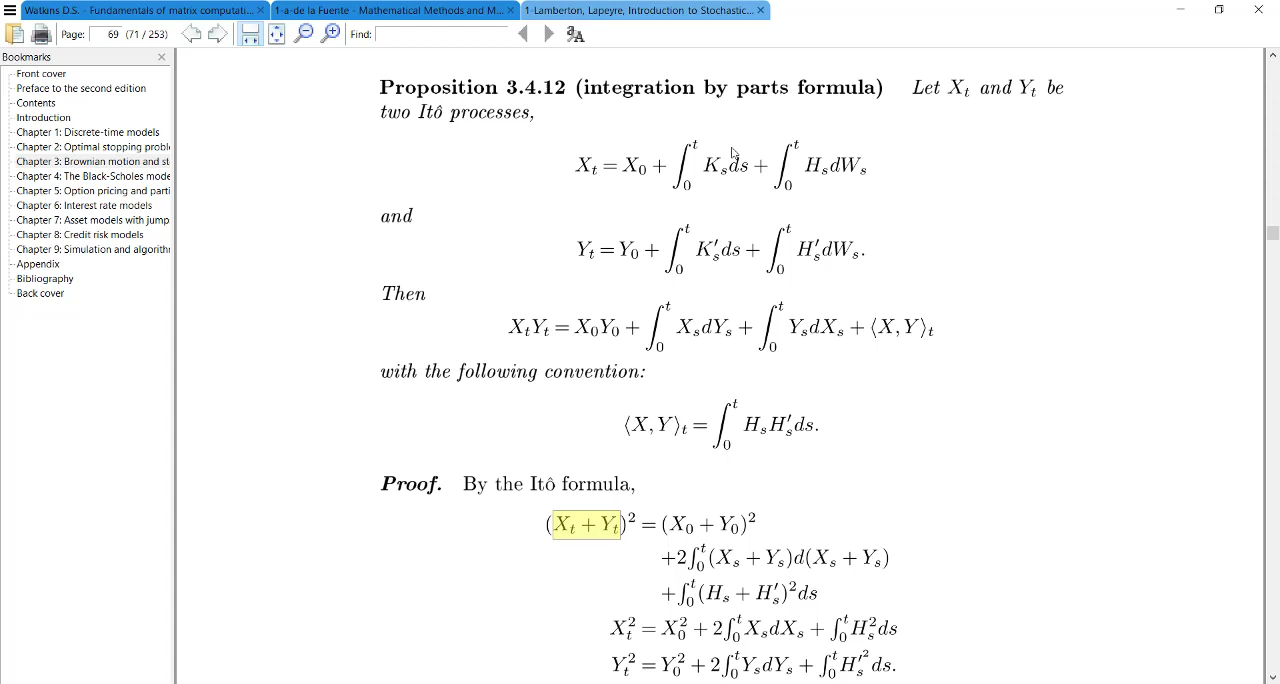 Watkins D.S. - Fundamentals of matrix computati...
1-a-de la Fuente - Mathematical Methods and M...
1-Lamberton, Lapeyre, Introduction to Stochastic...
Page: 69 (71 / 253)
Find:
Bookmarks
Front cover
Preface to the second edition
Contents
Introduction
Chapter 1: Discrete-time models
Chapter 2: Optimal stopping probl
Chapter 3: Brownian motion and st
Chapter 4: The Black-Scholes mode
Chapter 5: Option pricing and parti
Chapter 6: Interest rate models
Chapter 7: Asset models with jump
Chapter 8: Credit risk models
Chapter 9: Simulation and algorithm
Appendix
Bibliography
Back cover
Proposition 3.4.12 (integration by parts formula) Let X_t and Y_t be
two Itô processes,
X_t = X_0 + ∫_0^t K_s ds + ∫_0^t H_s dW_s
and
Y_t = Y_0 + ∫_0^t K'_s ds + ∫_0^t H'_s dW_s.
Then
X_t Y_t = X_0 Y_0 + ∫_0^t X_s dY_s + ∫_0^t Y_s dX_s + ⟨X, Y⟩_t
with the following convention:
⟨X, Y⟩_t = ∫_0^t H_s H'_s ds.
Proof. By the Itô formula,
(X_t + Y_t)^2 = (X_0 + Y_0)^2
+2∫_0^t (X_s + Y_s)d(X_s + Y_s)
+∫_0^t (H_s + H'_s)^2 ds
X_t^2 = X_0^2 + 2∫_0^t X_s dX_s + ∫_0^t H_s^2 ds
Y_t^2 = Y_0^2 + 2∫_0^t Y_s dY_s + ∫_0^t H'_s^2 ds.